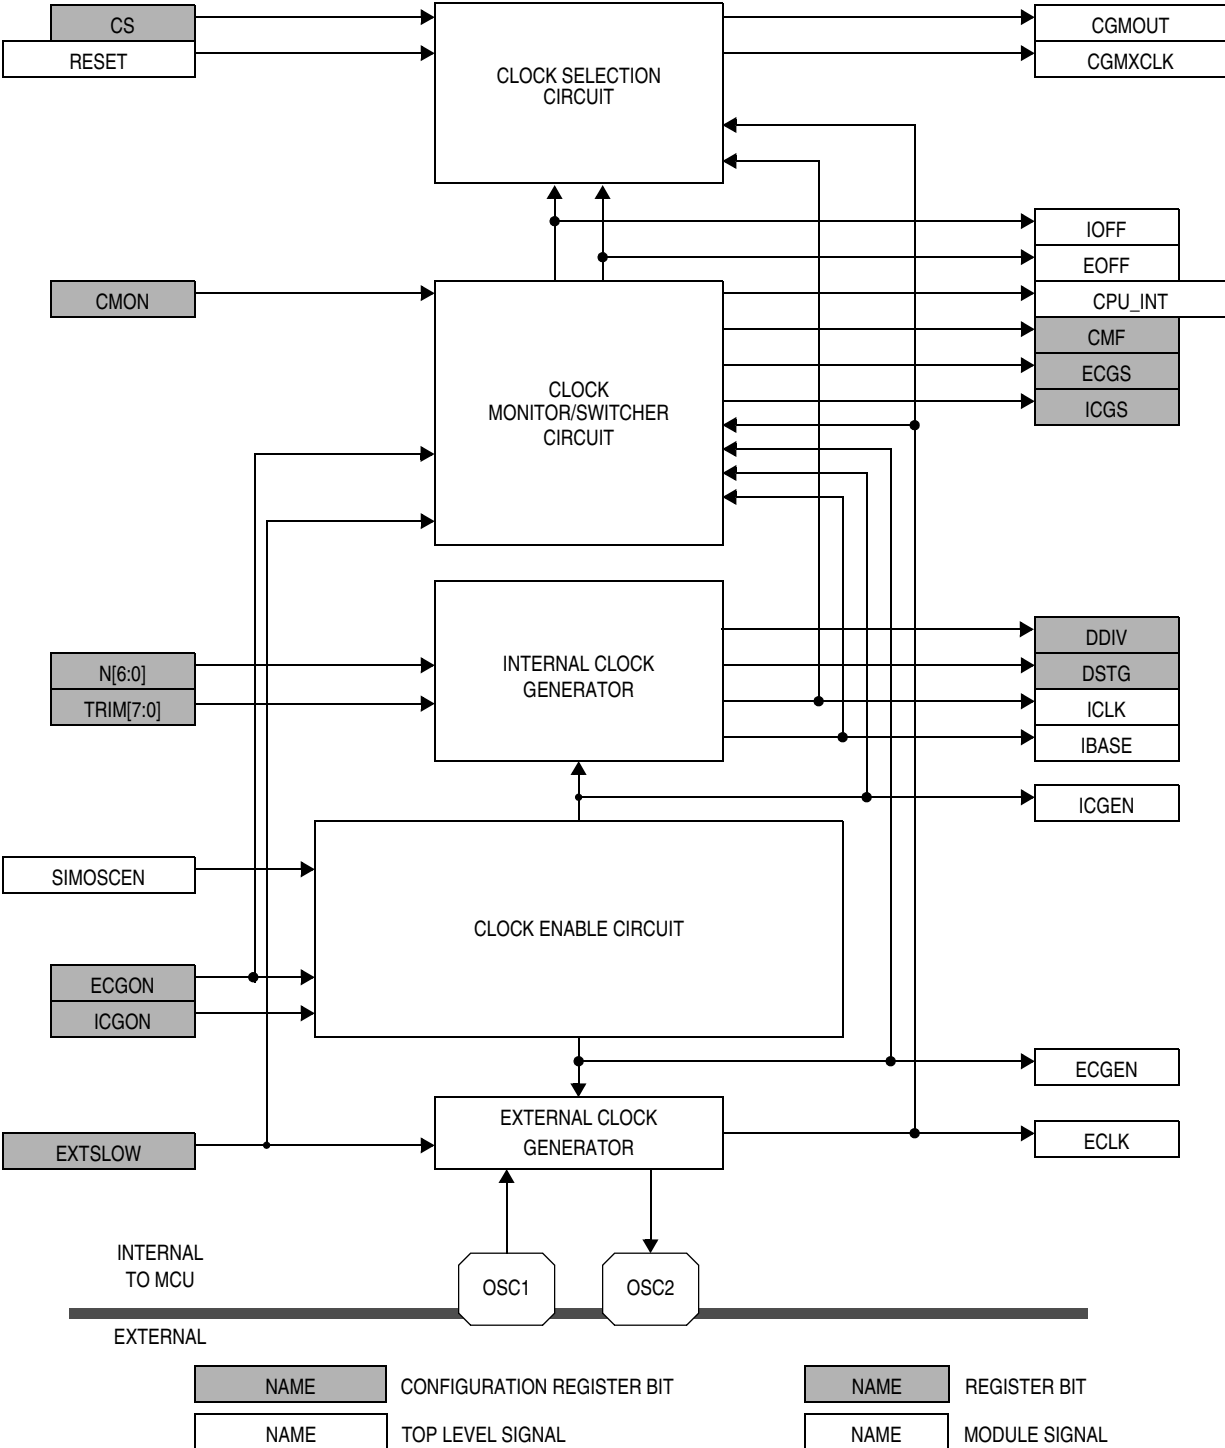 CS
RESET
CLOCK SELECTION
CIRCUIT
CGMOUT
CGMXCLK
IOFF
EOFF
CPU_INT
CMF
ECGS
ICGS
CMON
CLOCK
MONITOR/SWITCHER
CIRCUIT
N[6:0]
TRIM[7:0]
INTERNAL CLOCK
GENERATOR
DDIV
DSTG
ICLK
IBASE
ICGEN
SIMOSCEN
CLOCK ENABLE CIRCUIT
ECGON
ICGON
ECGEN
EXTSLOW
EXTERNAL CLOCK
GENERATOR
ECLK
INTERNAL
TO MCU
OSC1
OSC2
EXTERNAL
NAME CONFIGURATION REGISTER BIT
NAME REGISTER BIT
NAME TOP LEVEL SIGNAL
NAME MODULE SIGNAL